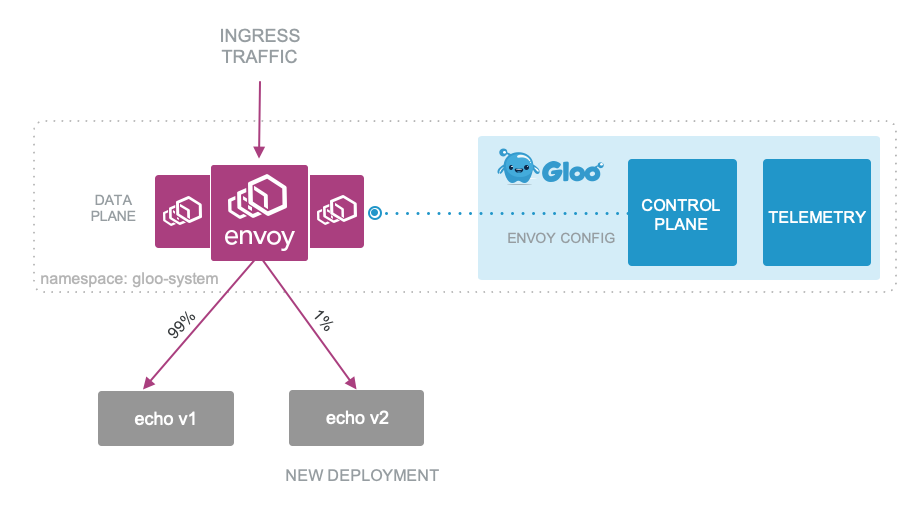 INGRESS
TRAFFIC
DATA
PLANE
envoy
Gloo
CONTROL
PLANE
TELEMETRY
ENVOY CONFIG
namespace: gloo-system
99%
1%
echo v1
echo v2
NEW DEPLOYMENT